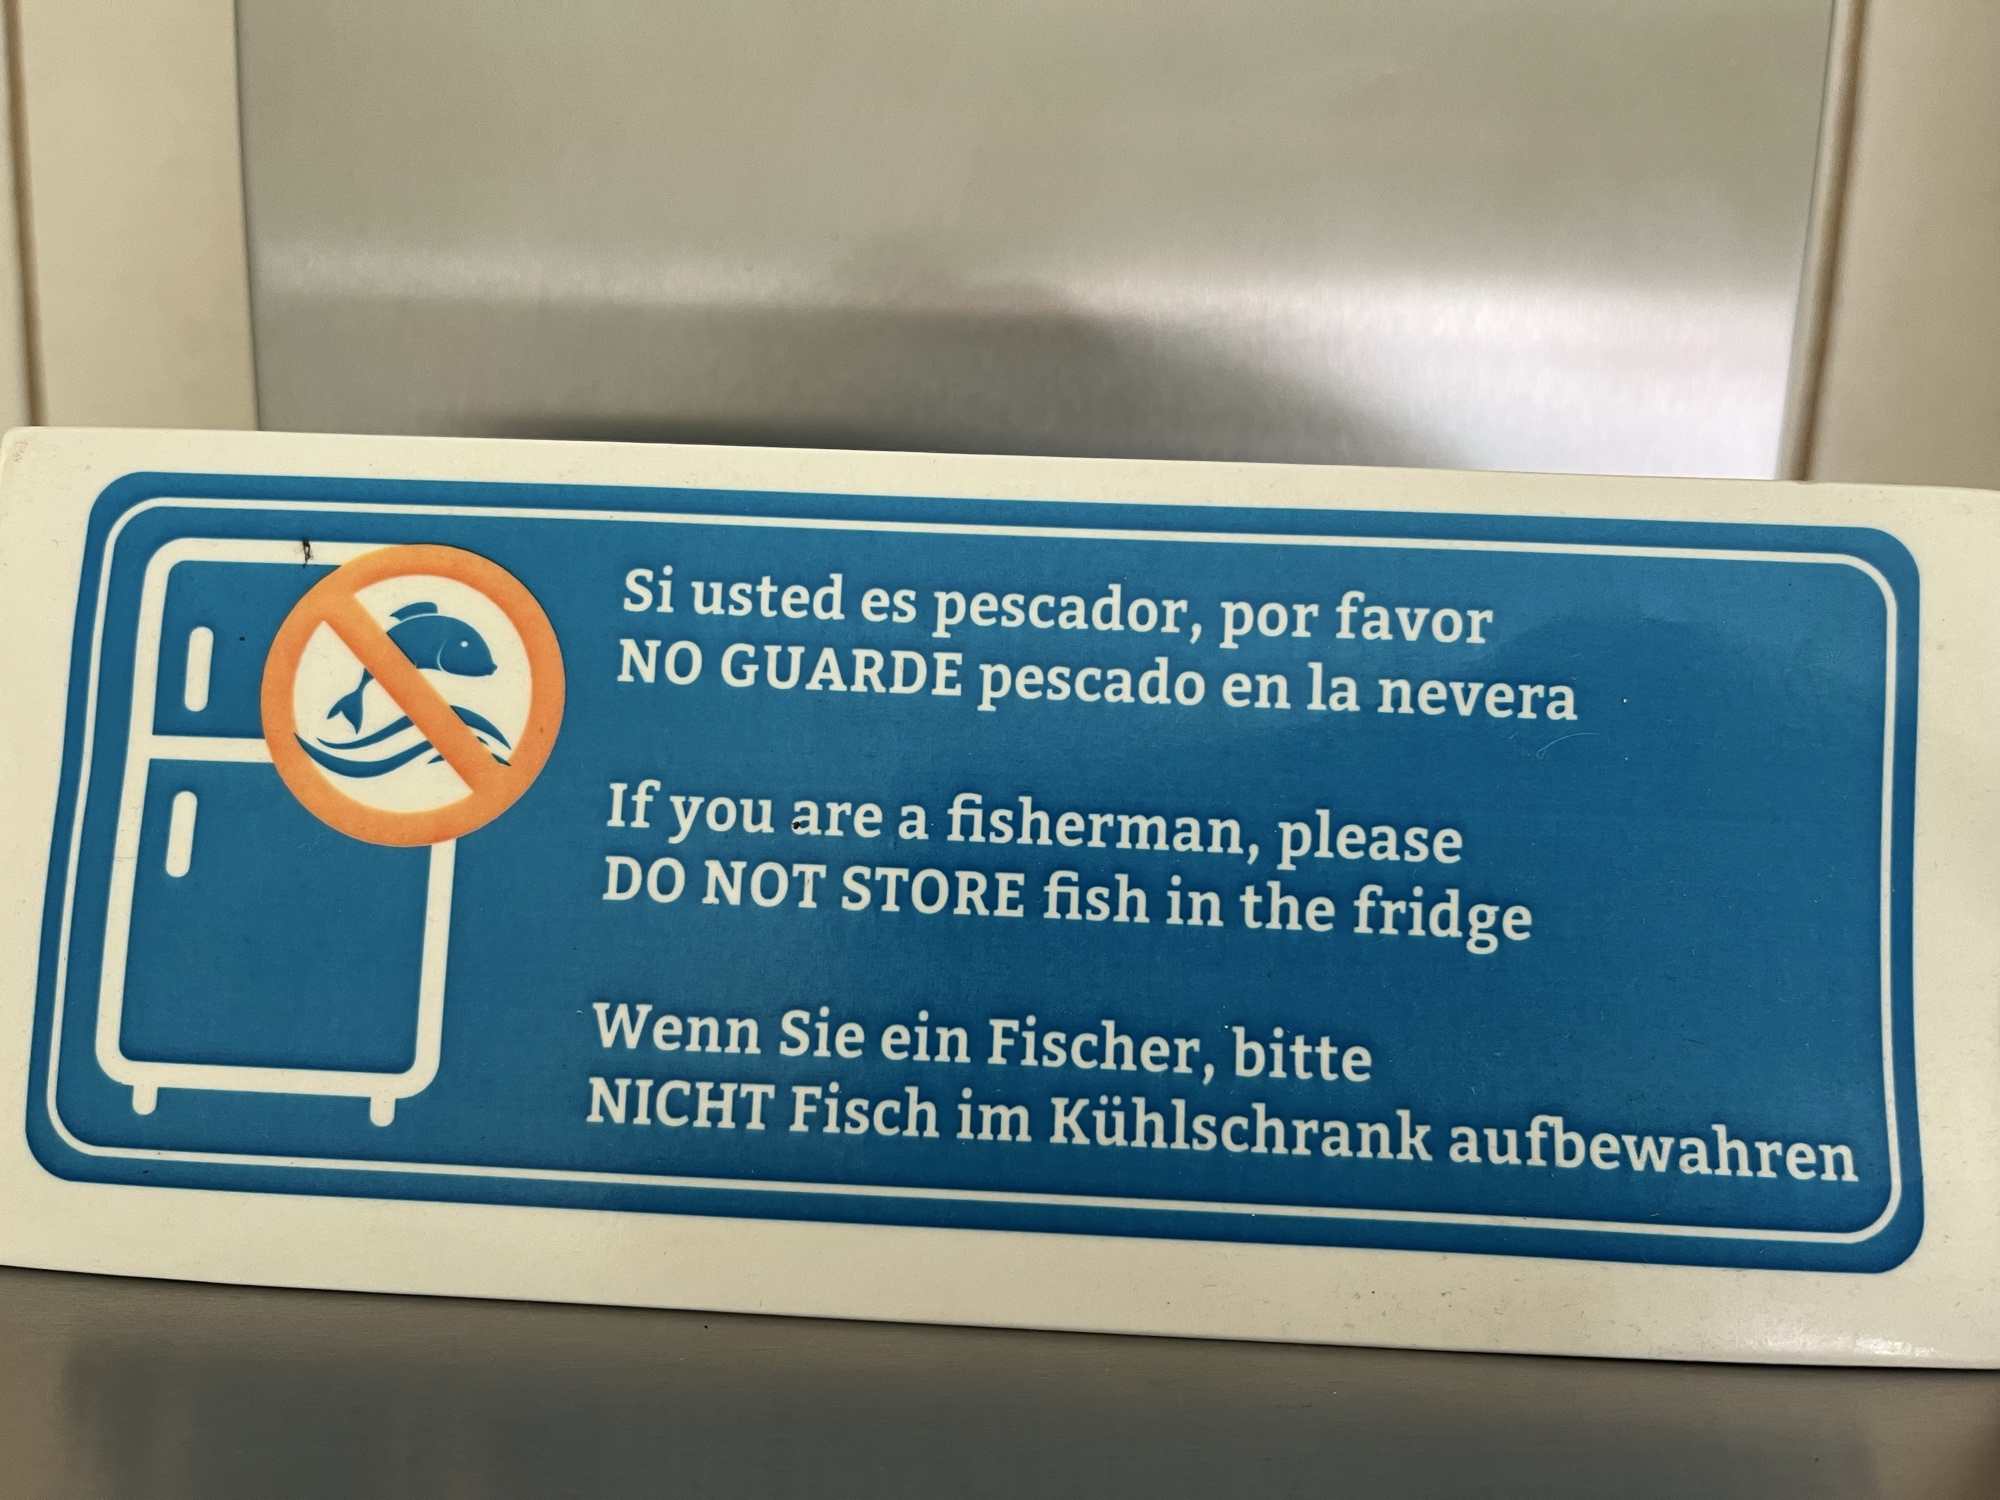 Si usted es pescador, por favor
NO GUARDE pescado en la nevera
If you are a fisherman, please
DO NOT STORE fish in the fridge
Wenn Sie ein Fischer, bitte
NICHT Fisch im Kühlschrank aufbewahren